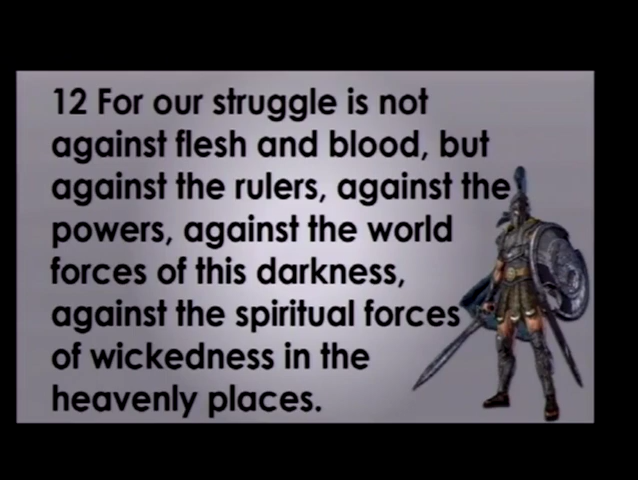 12 For our struggle is not
against flesh and blood, but
against the rulers, against the
powers, against the world
forces of this darkness,
against the spiritual forces
of wickedness in the
heavenly places.